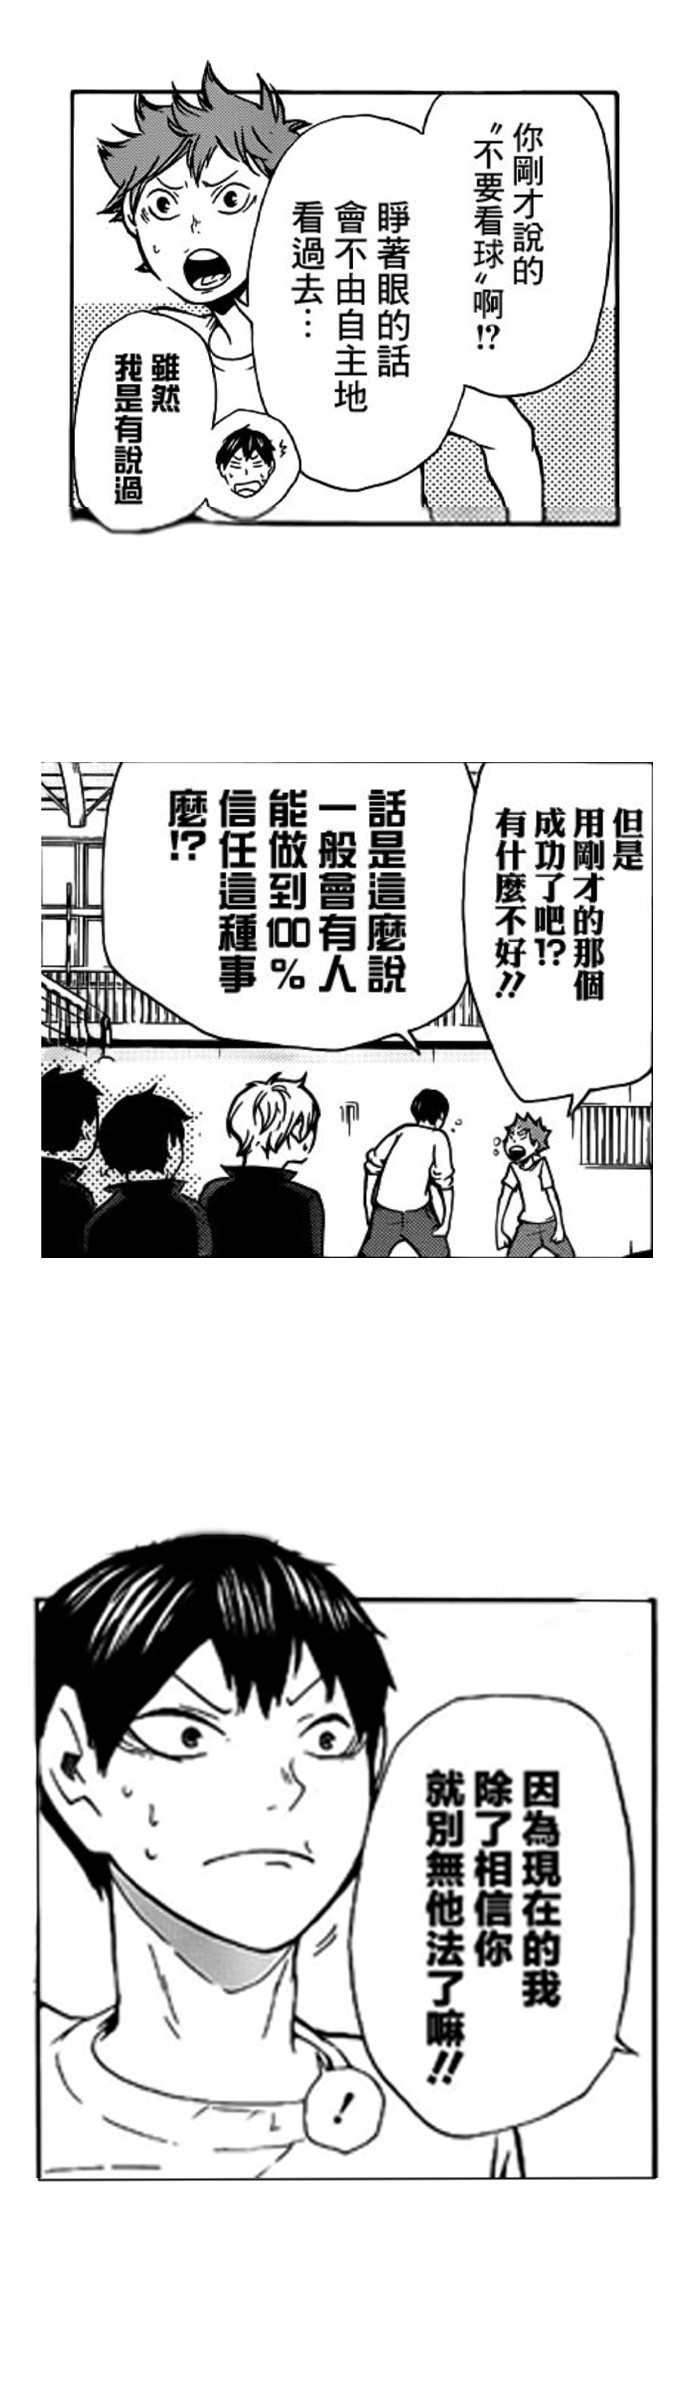 你剛才說的
"不要看球"啊!?
睜著眼的話
會不由自主地
看過去…
雖然
我是有說過
但是
用剛才的那個
成功了吧!?
有什麼不好!!
話是這麼說
一般會有人
能做到100%
信任這種事
麼!?
因為現在的我
除了相信你
就別無他法了嘛!!
!